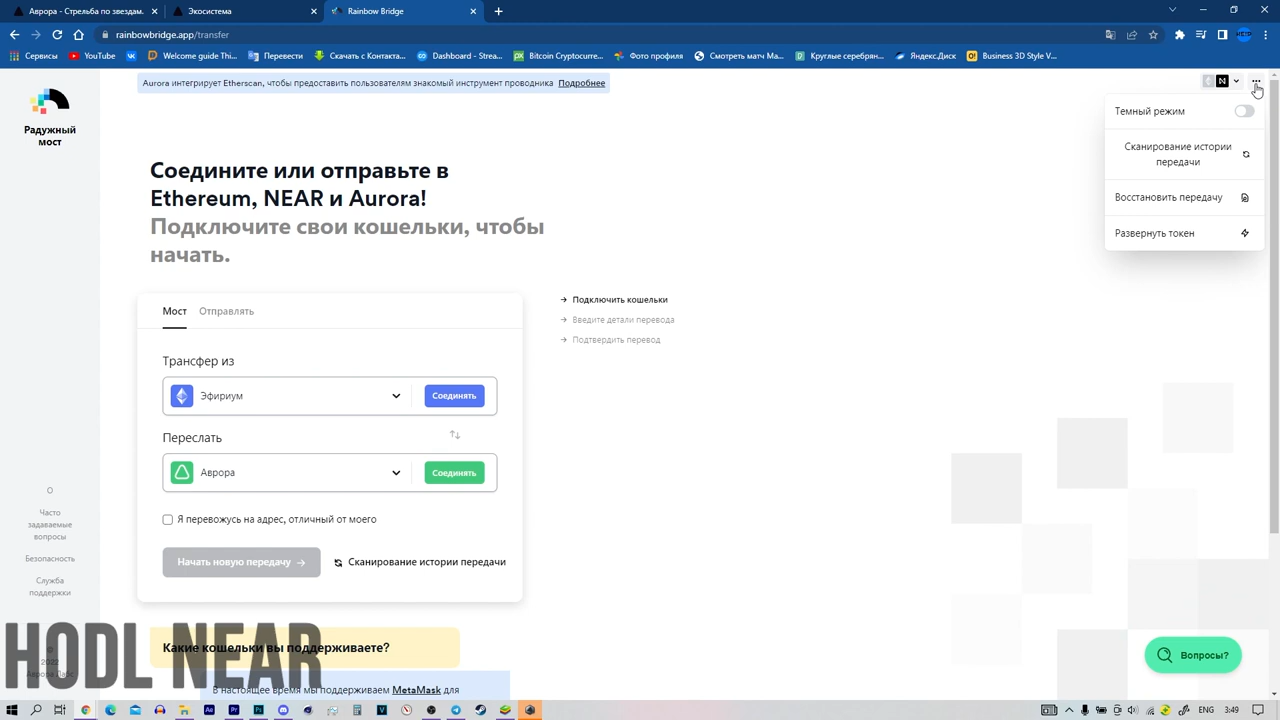 Аврора - Стрельба по звездам.
Экосистема
Rainbow Bridge
rainbowbridge.app/transfer
Сервисы
YouTube
Welcome guide Thi...
Перевести
Скачать с Контакта...
Dashboard - Strea...
Bitcoin Cryptocurre...
Фото профиля
Смотреть матч Ма...
Круглые серебрян...
Яндекс.Диск
Business 3D Style V...
Aurora интегрирует Etherscan, чтобы предоставить пользователям знакомый инструмент проводника Подробнее
Радужный
мост
Темный режим
Сканирование истории
передачи
Восстановить передачу
Развернуть токен
Соедините или отправьте в
Ethereum, NEAR и Aurora!
Подключите свои кошельки, чтобы
начать.
Мост
Отправлять
Подключить кошельки
Введите детали перевода
Подтвердить перевод
Трансфер из
Эфириум
Соединять
Переслать
Аврора
Соединять
Я перевожусь на адрес, отличный от моего
Начать новую передачу →
Сканирование истории передачи
О
Часто
задаваемые
вопросы
Безопасность
Служба
поддержки
©
2022
HODL NEAR
Какие кошельки вы поддерживаете?
В настоящее время мы поддерживаем MetaMask для
Вопросы?
3:49